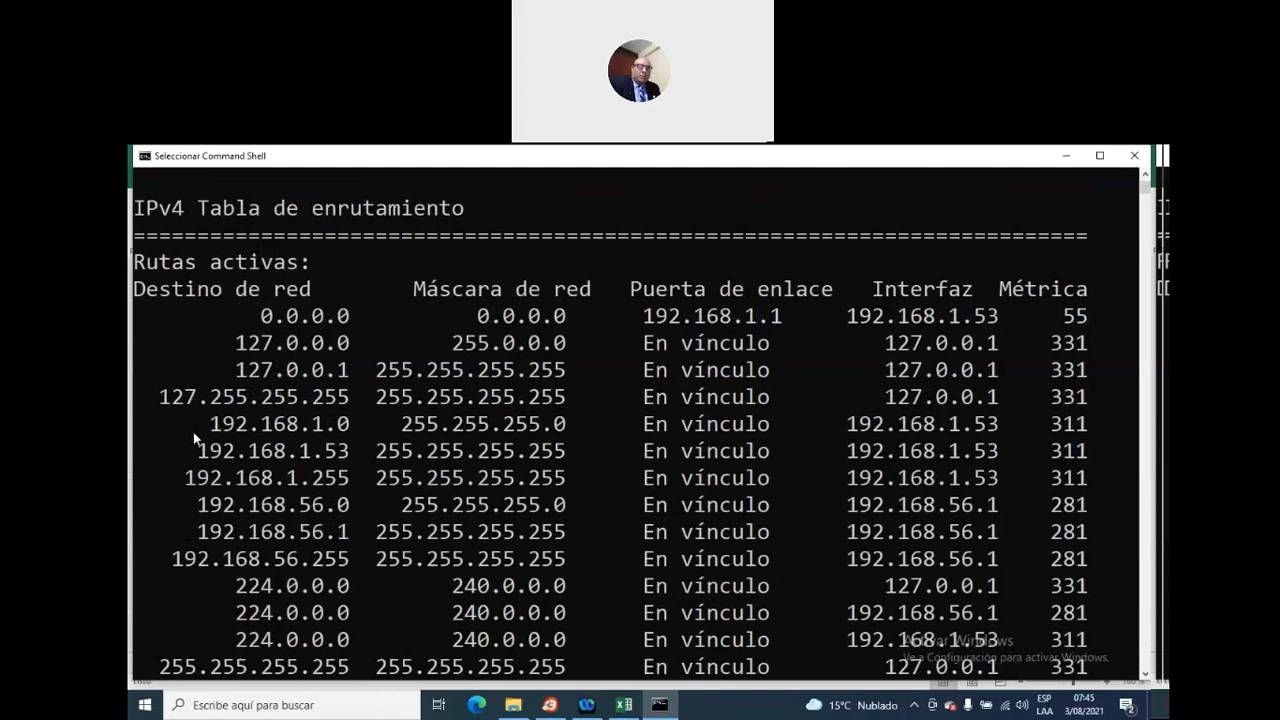 Seleccionar Command Shell
IPv4 Tabla de enrutamiento
===========================================================================
Rutas activas:
Destino de red Máscara de red Puerta de enlace Interfaz Métrica
0.0.0.0 0.0.0.0 192.168.1.1 192.168.1.53 55
127.0.0.0 255.0.0.0 En vínculo 127.0.0.1 331
127.0.0.1 255.255.255.255 En vínculo 127.0.0.1 331
127.255.255.255 255.255.255.255 En vínculo 127.0.0.1 331
192.168.1.0 255.255.255.0 En vínculo 192.168.1.53 311
192.168.1.53 255.255.255.255 En vínculo 192.168.1.53 311
192.168.1.255 255.255.255.255 En vínculo 192.168.1.53 311
192.168.56.0 255.255.255.0 En vínculo 192.168.56.1 281
192.168.56.1 255.255.255.255 En vínculo 192.168.56.1 281
192.168.56.255 255.255.255.255 En vínculo 192.168.56.1 281
224.0.0.0 240.0.0.0 En vínculo 127.0.0.1 331
224.0.0.0 240.0.0.0 En vínculo 192.168.56.1 281
224.0.0.0 240.0.0.0 En vínculo 192.168.1.53 311
Activar Windows
Ve a Configuración para activar Windows.
255.255.255.255 255.255.255.255 En vínculo 127.0.0.1 331
Escribe aquí para buscar
15°C Nublado
ESP
LAA
07:45
3/08/2021
2